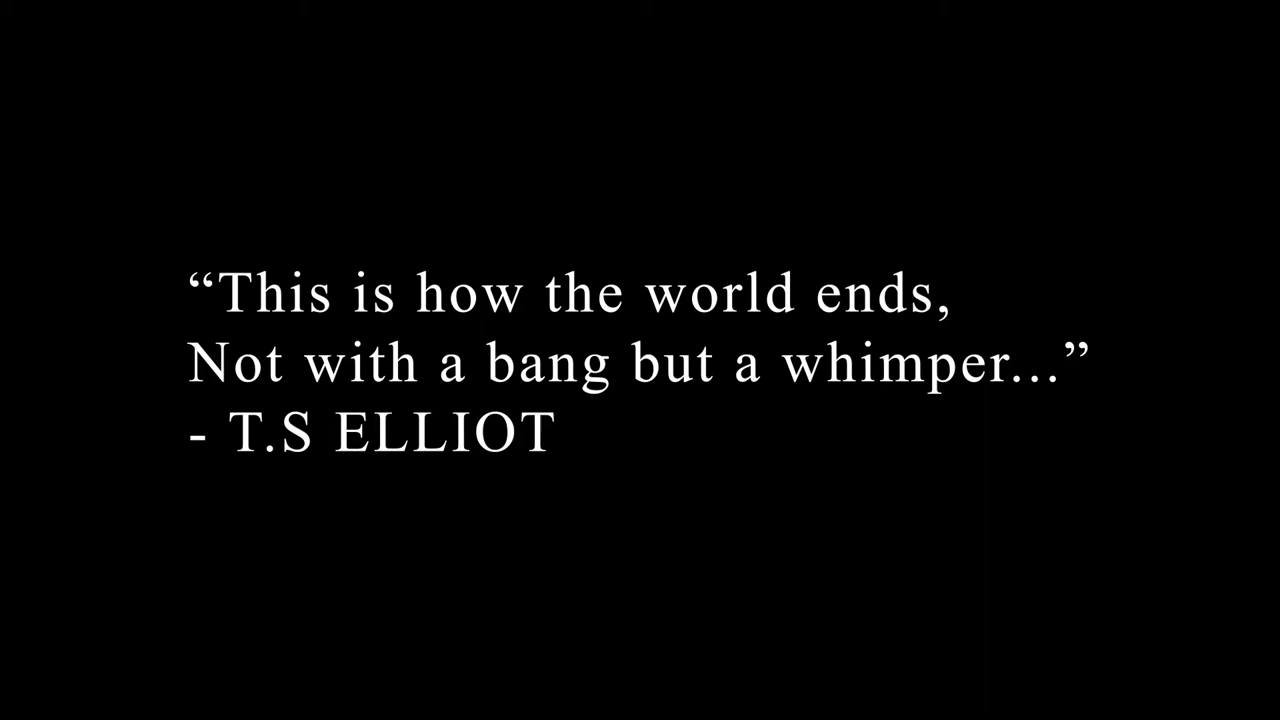 “This is how the world ends,
Not with a bang but a whimper...”
- T.S ELLIOT